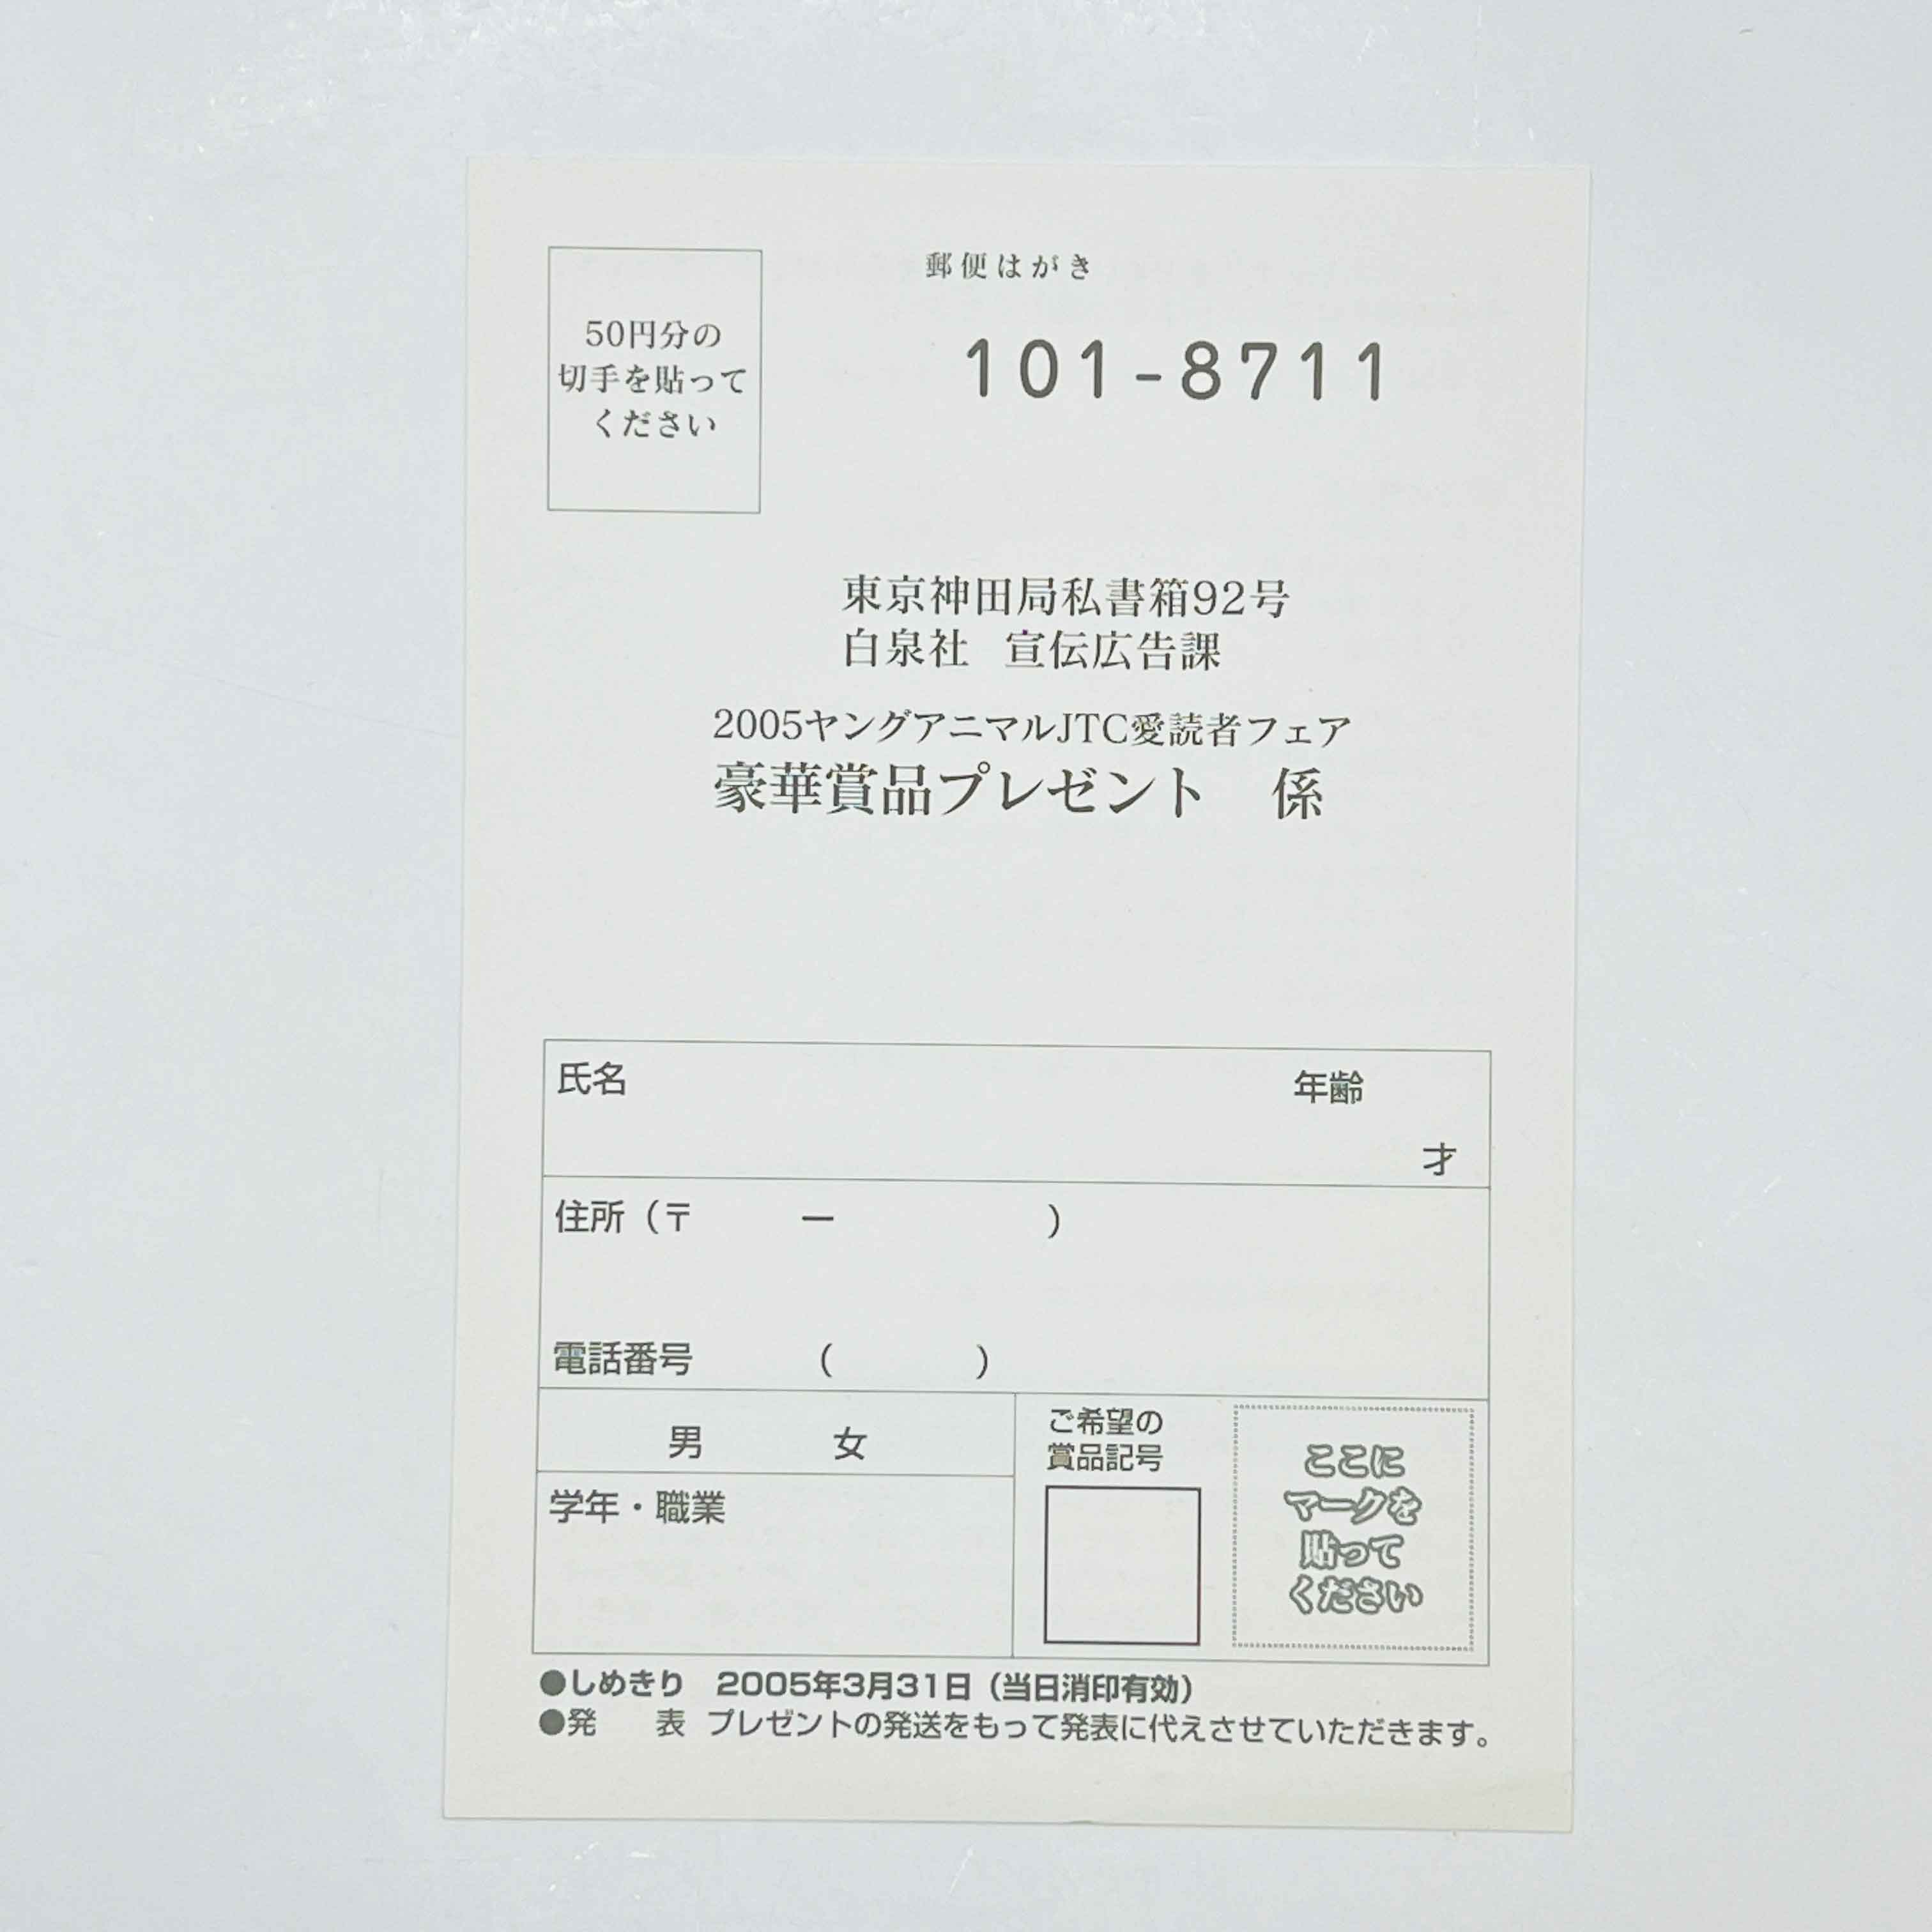 郵便はがき
50円分の
切手を貼って
ください
101-8711
東京神田局私書箱92号
白泉社　宣伝広告課
2005ヤングアニマルJTC愛読者フェア
豪華賞品プレゼント　係
氏名
年齢
才
住所（〒　　　ー　　　　　）
電話番号　　　（　　　　）
男　　　女
ご希望の
賞品記号
学年・職業
ここに
マークを
貼って
ください
●しめきり　2005年3月31日（当日消印有効）
●発　　表　プレゼントの発送をもって発表に代えさせていただきます。